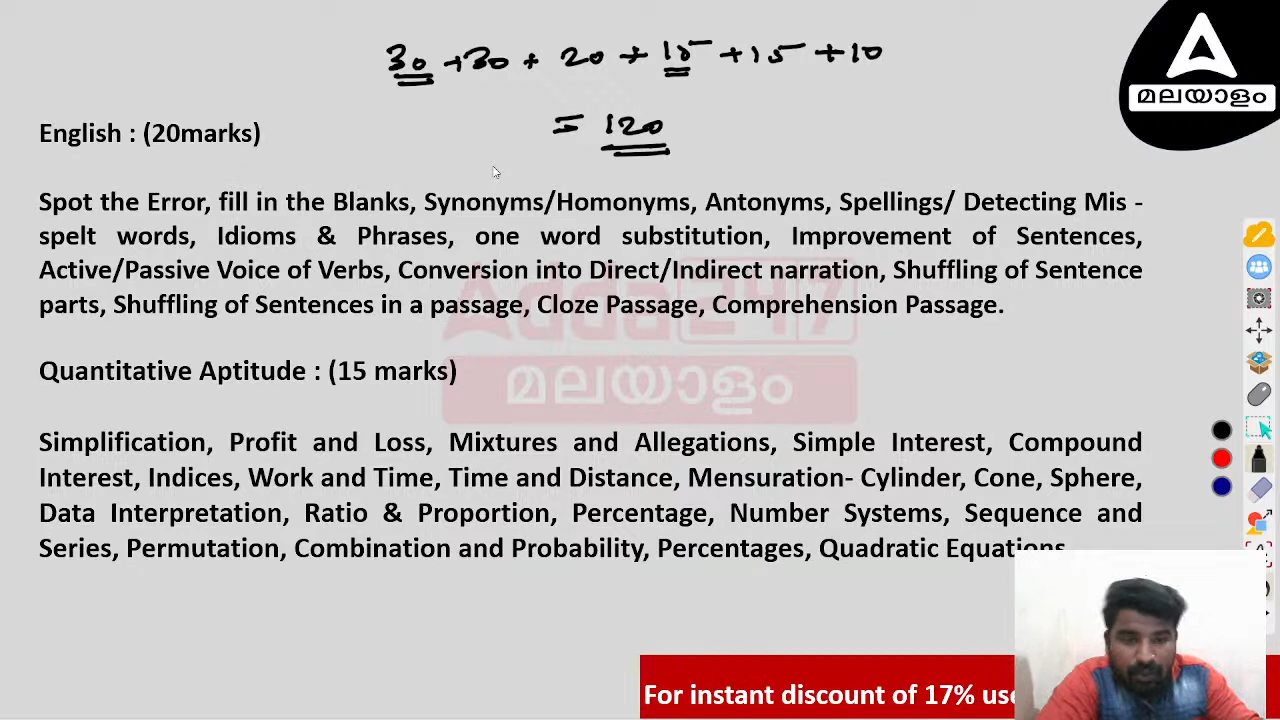 30 + 30 + 20 + 15 + 15 + 10
= 120
മലയാളം
English : (20marks)
Spot the Error, fill in the Blanks, Synonyms/Homonyms, Antonyms, Spellings/ Detecting Mis -
spelt words, Idioms & Phrases, one word substitution, Improvement of Sentences,
Active/Passive Voice of Verbs, Conversion into Direct/Indirect narration, Shuffling of Sentence
parts, Shuffling of Sentences in a passage, Cloze Passage, Comprehension Passage.
Adda247
മലയാളം
Quantitative Aptitude : (15 marks)
Simplification, Profit and Loss, Mixtures and Allegations, Simple Interest, Compound
Interest, Indices, Work and Time, Time and Distance, Mensuration- Cylinder, Cone, Sphere,
Data Interpretation, Ratio & Proportion, Percentage, Number Systems, Sequence and
Series, Permutation, Combination and Probability, Percentages, Quadratic Equations
For instant discount of 17% use